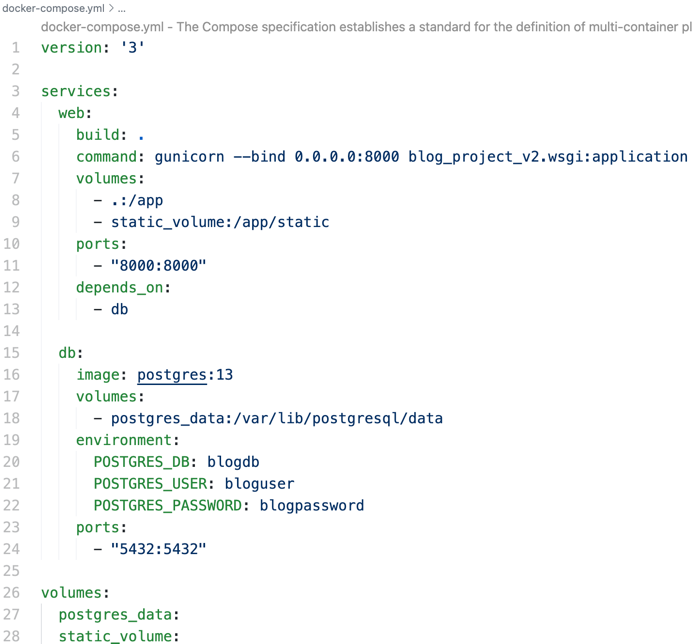 docker-compose.yml > ...
docker-compose.yml - The Compose specification establishes a standard for the definition of multi-container pl
1 version: '3'
2
3 services:
4   web:
5     build: .
6     command: gunicorn --bind 0.0.0.0:8000 blog_project_v2.wsgi:application
7     volumes:
8       - .:/app
9       - static_volume:/app/static
10     ports:
11       - "8000:8000"
12     depends_on:
13       - db
14
15   db:
16     image: postgres:13
17     volumes:
18       - postgres_data:/var/lib/postgresql/data
19     environment:
20       POSTGRES_DB: blogdb
21       POSTGRES_USER: bloguser
22       POSTGRES_PASSWORD: blogpassword
23     ports:
24       - "5432:5432"
25
26 volumes:
27   postgres_data:
28   static_volume: